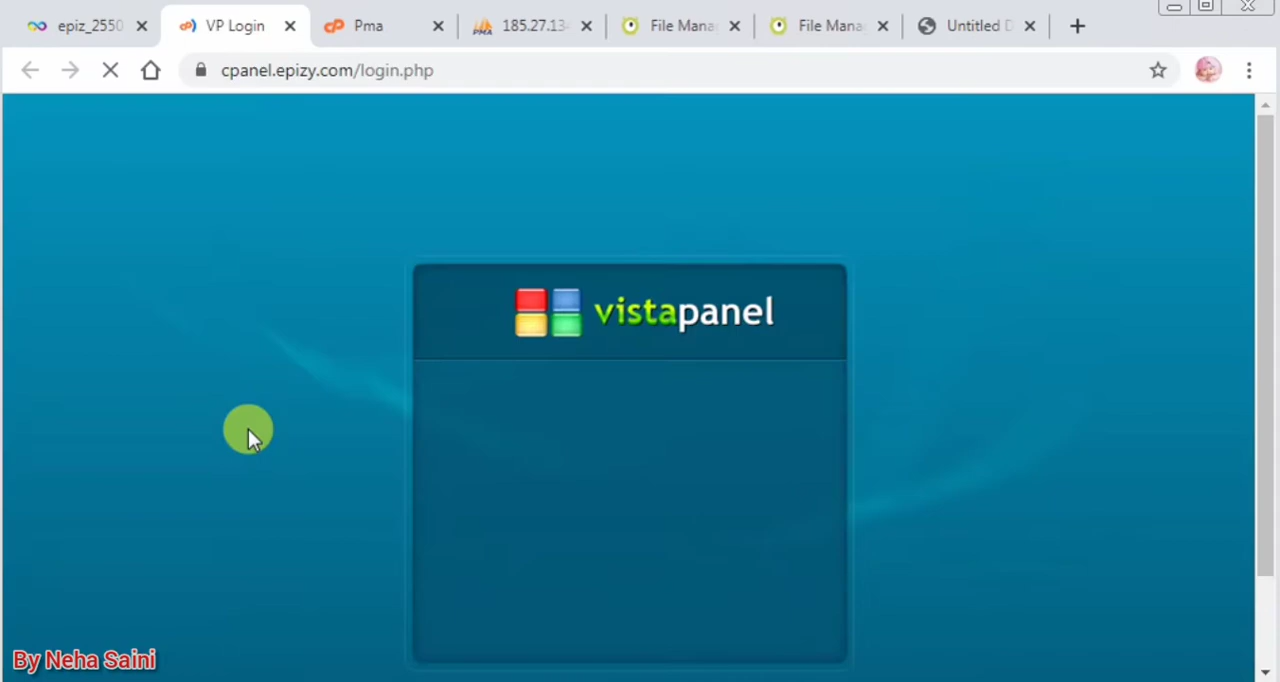 epiz_2550
VP Login
Pma
185.27.13
File Mana
File Mana
Untitled D
cpanel.epizy.com/login.php
vistapanel
By Neha Saini